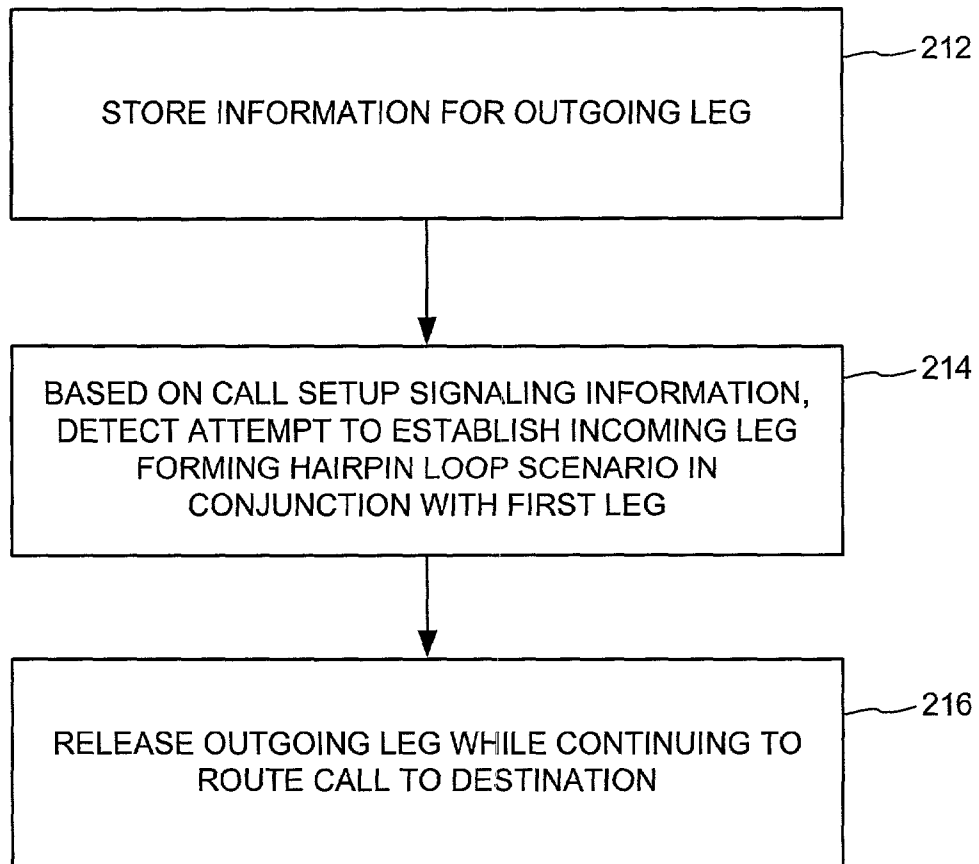 212
STORE INFORMATION FOR OUTGOING LEG
214
BASED ON CALL SETUP SIGNALING INFORMATION,
DETECT ATTEMPT TO ESTABLISH INCOMING LEG
FORMING HAIRPIN LOOP SCENARIO IN
CONJUNCTION WITH FIRST LEG
216
RELEASE OUTGOING LEG WHILE CONTINUING TO
ROUTE CALL TO DESTINATION